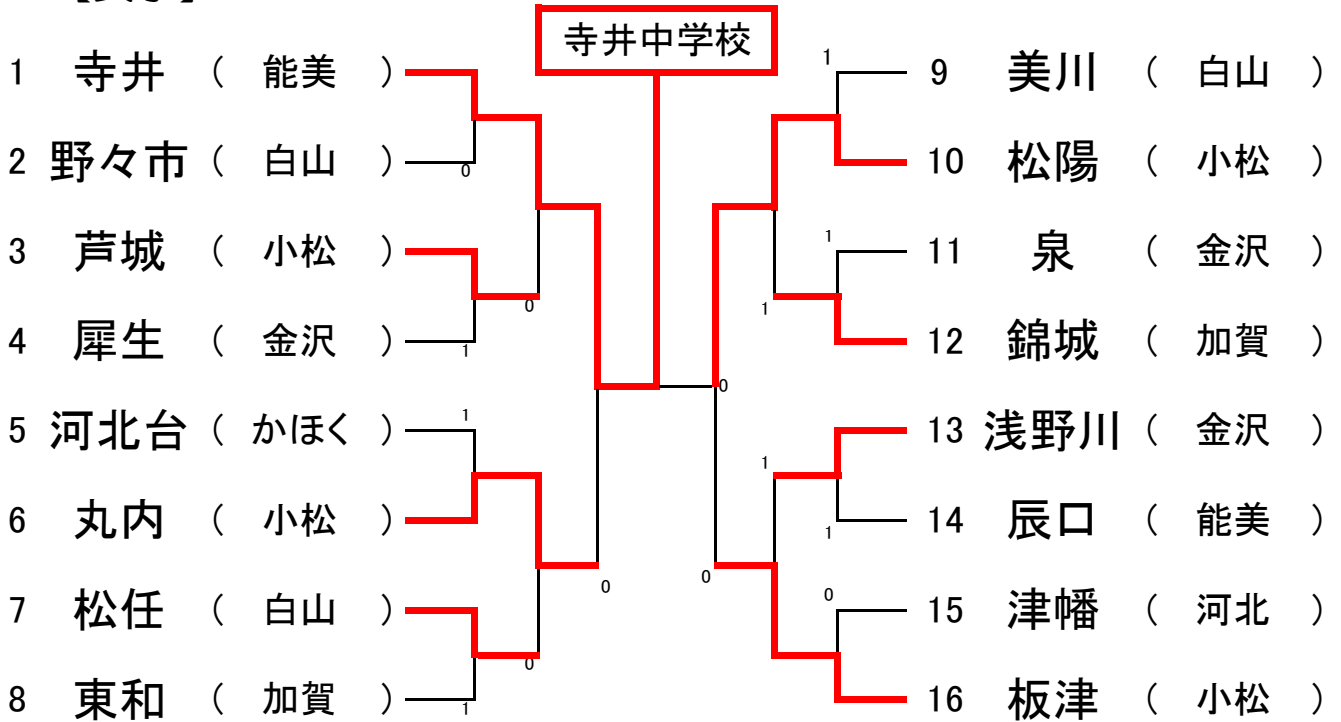 寺井中学校
1 寺井 ( 能美 )
0
2 野々市 ( 白山 )
3 芦城 ( 小松 )
0
4 犀生 ( 金沢 )
1
5 河北台 ( かほく )
1
6 丸内 ( 小松 )
0
7 松任 ( 白山 )
0
8 東和 ( 加賀 )
1
1
9 美川 ( 白山 )
10 松陽 ( 小松 )
1
11 泉 ( 金沢 )
1
12 錦城 ( 加賀 )
0
13 浅野川 ( 金沢 )
1
14 辰口 ( 能美 )
1
0
0
15 津幡 ( 河北 )
16 板津 ( 小松 )